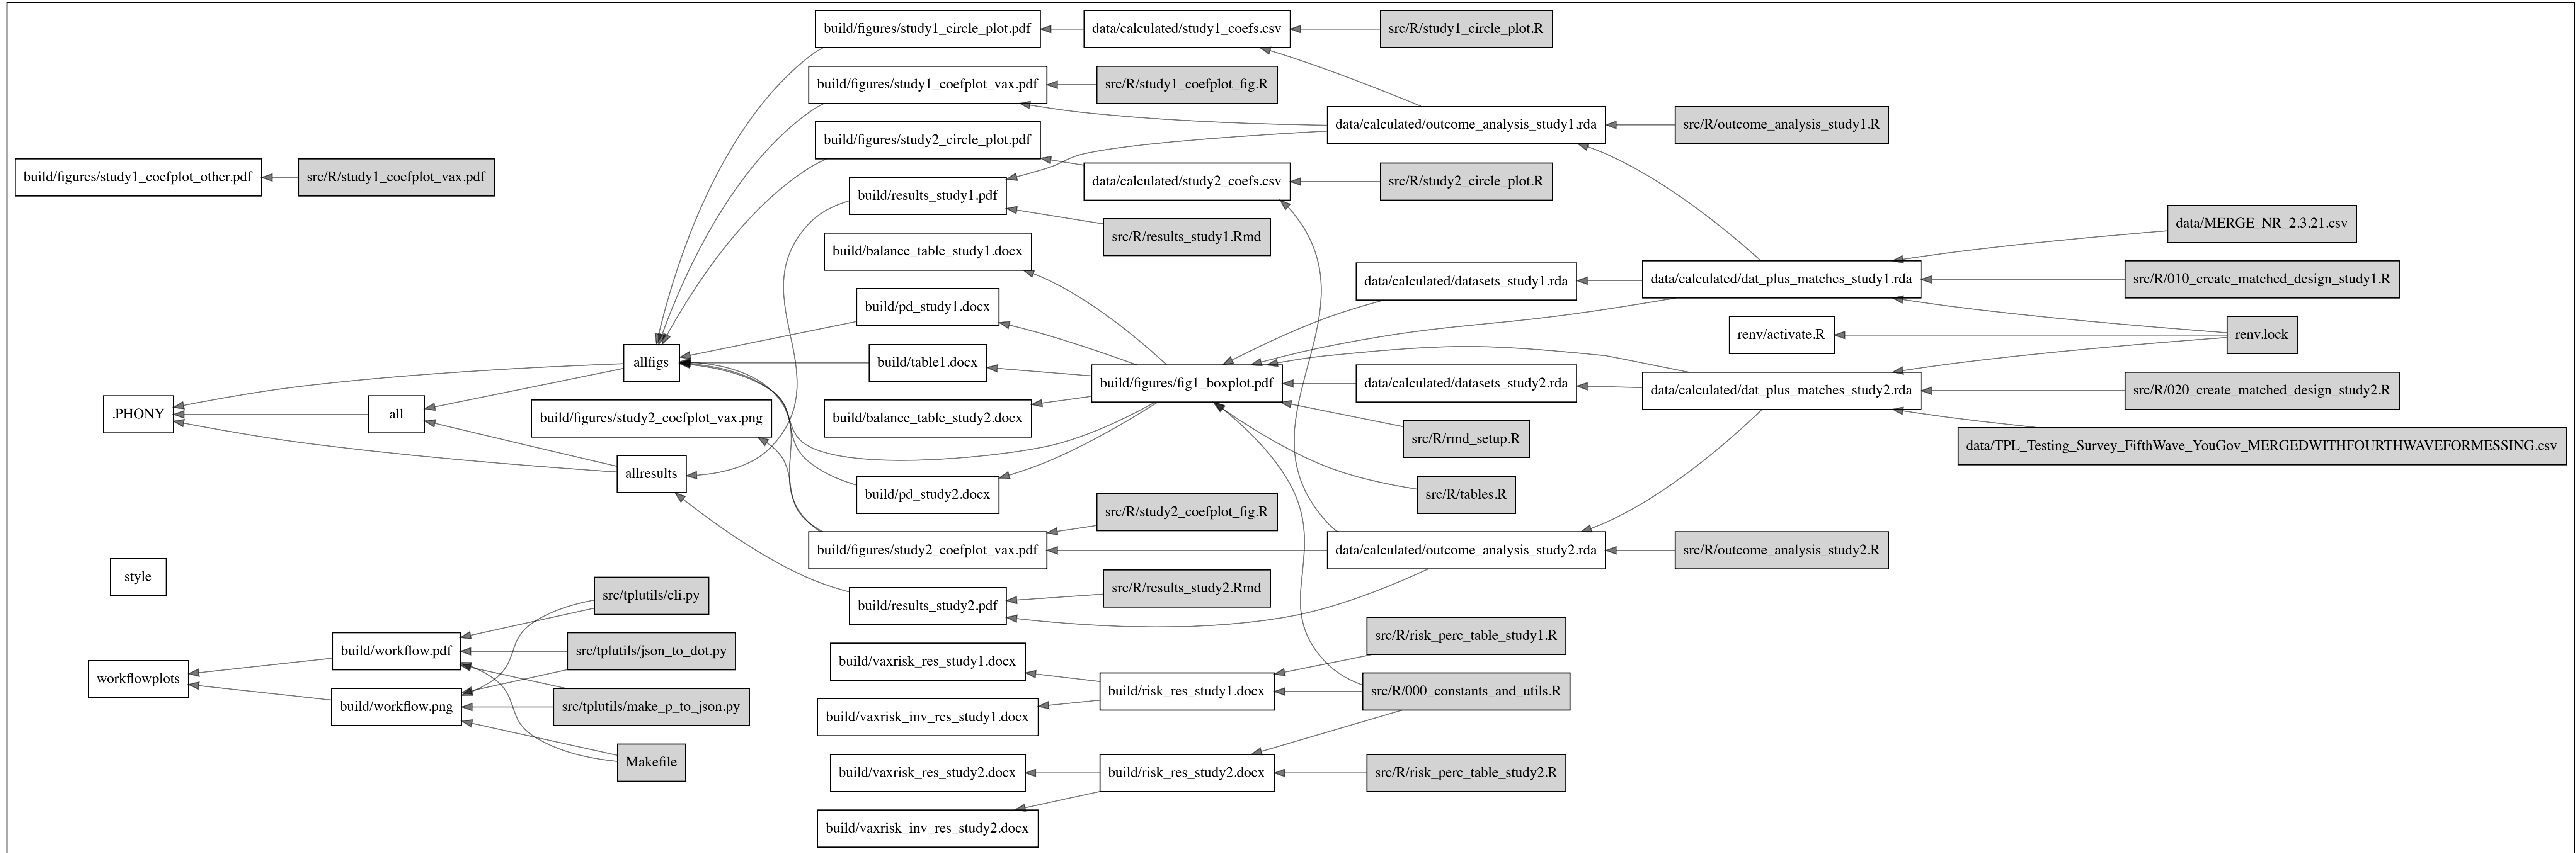 build/figures/study1_circle_plot.pdf
data/calculated/study1_coefs.csv
src/R/study1_circle_plot.R
build/figures/study1_coefplot_vax.pdf
src/R/study1_coefplot_fig.R
data/calculated/outcome_analysis_study1.rda
src/R/outcome_analysis_study1.R
build/figures/study2_circle_plot.pdf
build/figures/study1_coefplot_other.pdf
src/R/study1_coefplot_vax.pdf
data/calculated/study2_coefs.csv
src/R/study2_circle_plot.R
build/results_study1.pdf
src/R/results_study1.Rmd
data/MERGE_NR_2.3.21.csv
build/balance_table_study1.docx
data/calculated/datasets_study1.rda
data/calculated/dat_plus_matches_study1.rda
src/R/010_create_matched_design_study1.R
build/pd_study1.docx
renv/activate.R
renv.lock
allfigs
build/table1.docx
build/figures/fig1_boxplot.pdf
data/calculated/datasets_study2.rda
data/calculated/dat_plus_matches_study2.rda
src/R/020_create_matched_design_study2.R
.PHONY
all
build/figures/study2_coefplot_vax.png
build/balance_table_study2.docx
src/R/rmd_setup.R
data/TPL_Testing_Survey_FifthWave_YouGov_MERGEDWITHFOURTHWAVEFORMESSING.csv
allresults
build/pd_study2.docx
src/R/tables.R
src/R/study2_coefplot_fig.R
build/figures/study2_coefplot_vax.pdf
data/calculated/outcome_analysis_study2.rda
src/R/outcome_analysis_study2.R
style
src/tplutils/cli.py
build/results_study2.pdf
src/R/results_study2.Rmd
src/R/risk_perc_table_study1.R
build/workflow.pdf
src/tplutils/json_to_dot.py
build/vaxrisk_res_study1.docx
workflowplots
build/risk_res_study1.docx
src/R/000_constants_and_utils.R
build/workflow.png
src/tplutils/make_p_to_json.py
build/vaxrisk_inv_res_study1.docx
Makefile
build/vaxrisk_res_study2.docx
build/risk_res_study2.docx
src/R/risk_perc_table_study2.R
build/vaxrisk_inv_res_study2.docx